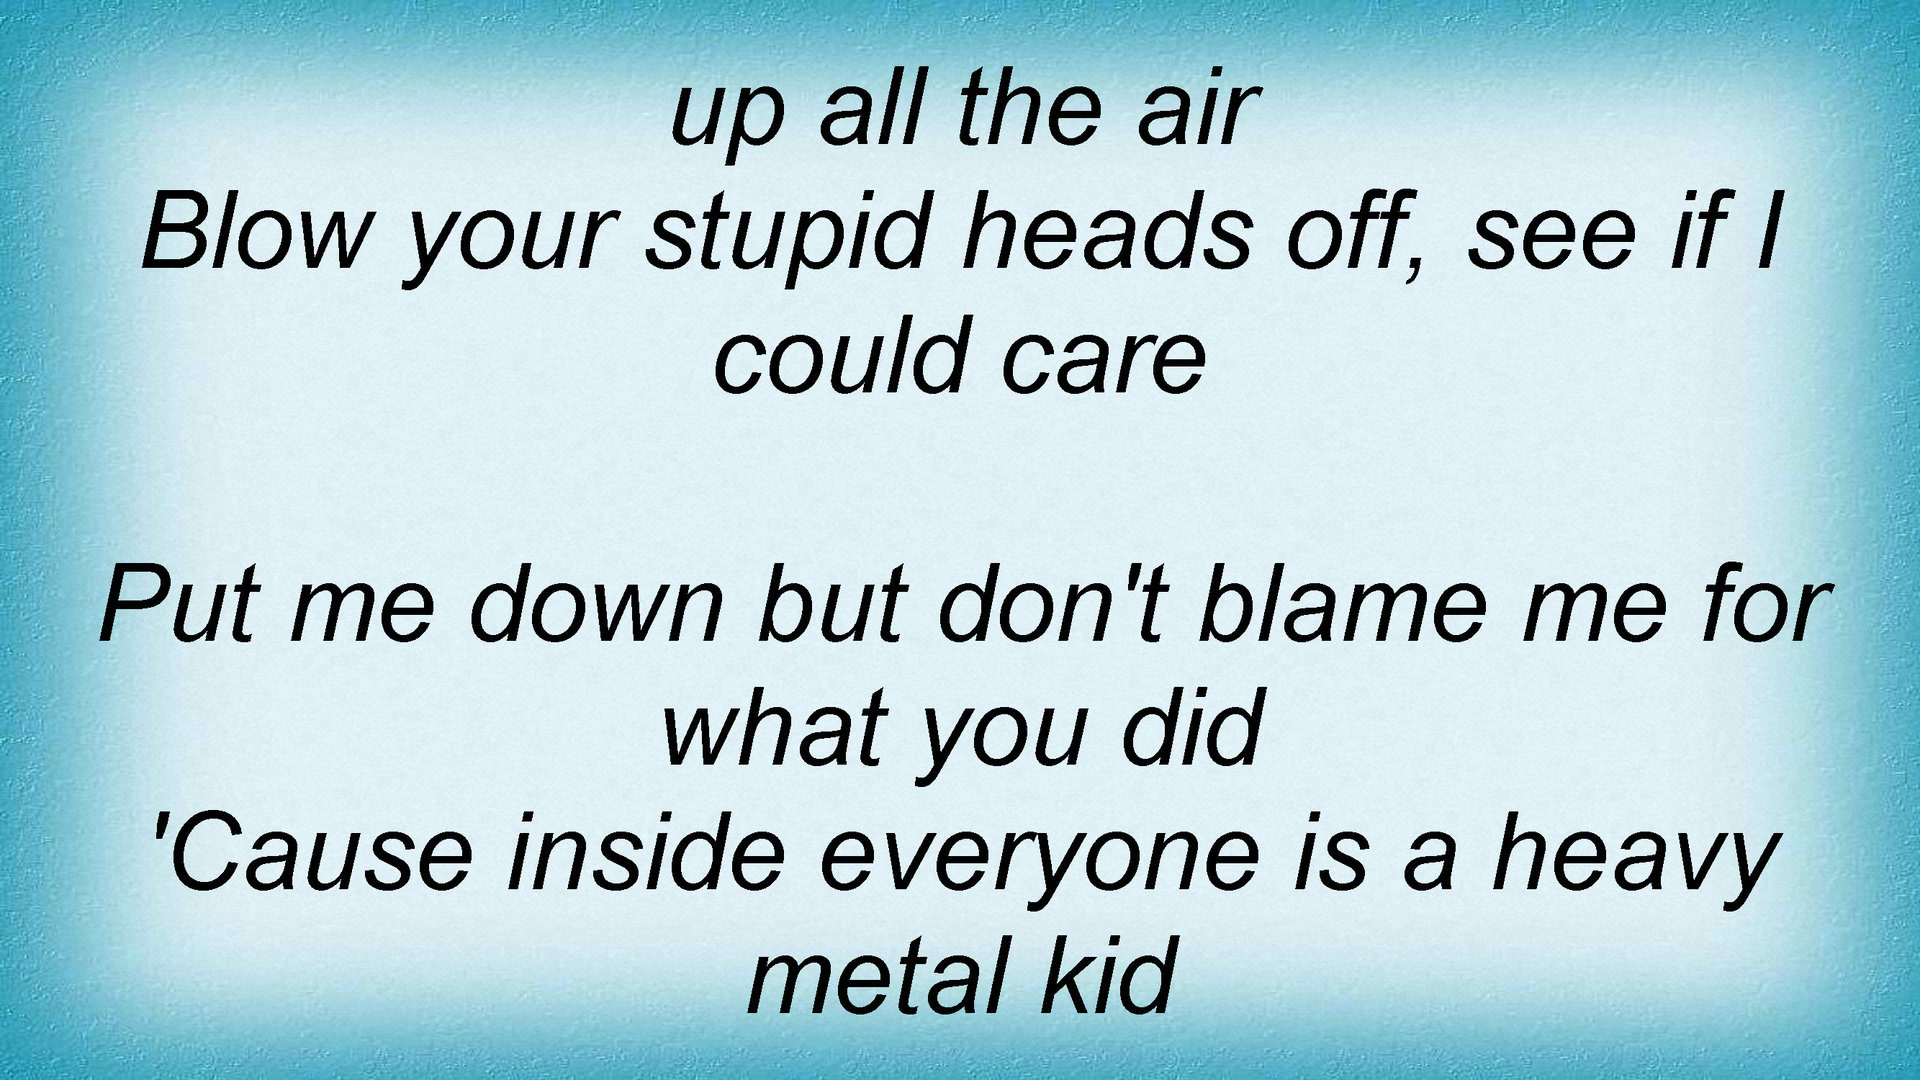 up all the air
Blow your stupid heads off, see if I
could care
Put me down but don't blame me for
what you did
'Cause inside everyone is a heavy
metal kid